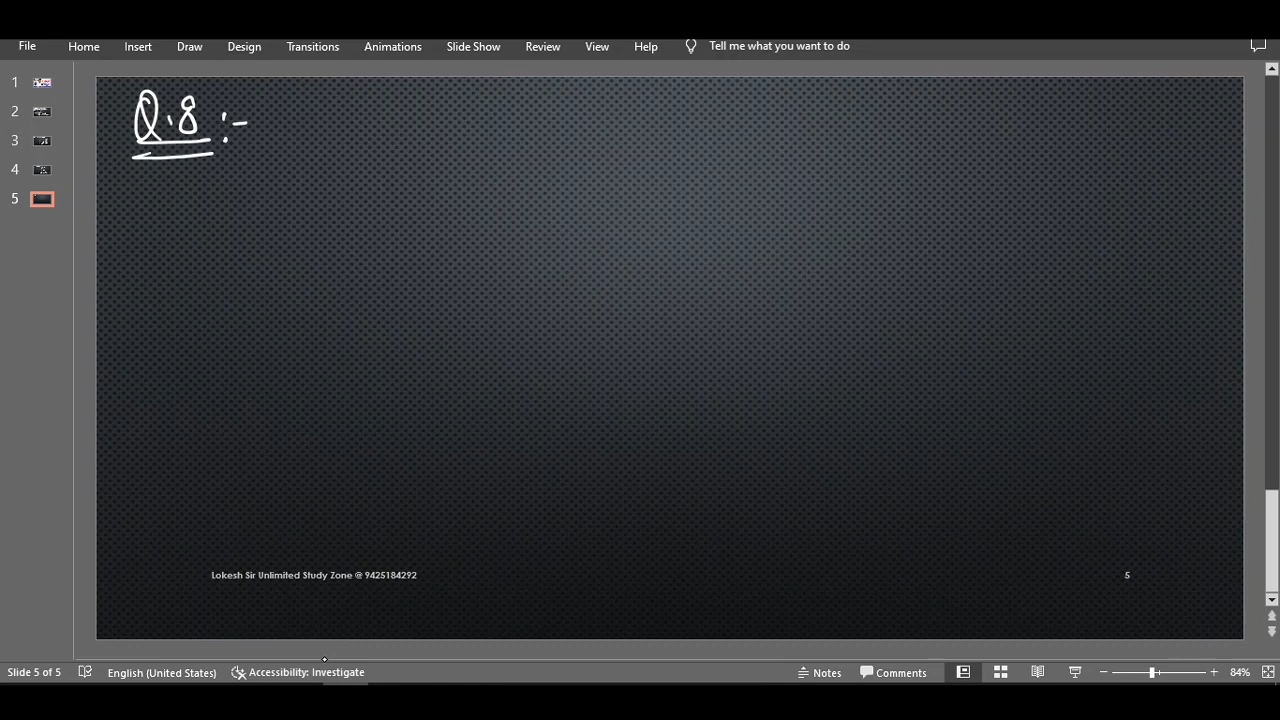 File Home Insert Draw Design Transitions Animations Slide Show Review View Help Tell me what you want to do
1
2
3
4
5
Q.8 :-
Lokesh Sir Unlimited Study Zone @ 9425184292 5
Slide 5 of 5 English (United States) Accessibility: Investigate Notes Comments 84%